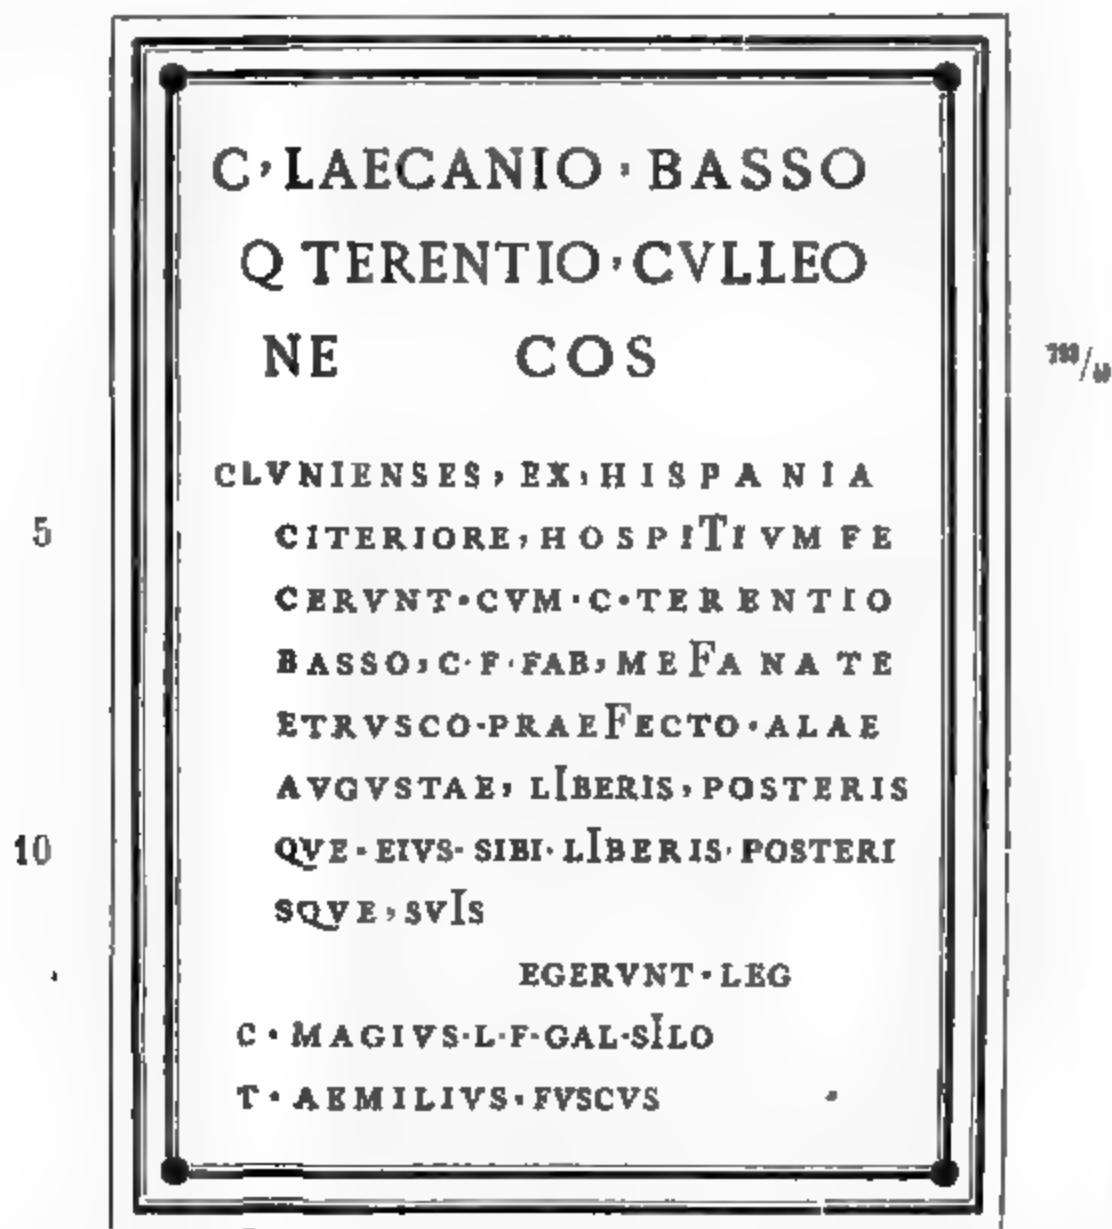 C · LAECANIO · BASSO
Q TERENTIO · CVLLEO
NE COS
CLVNIENSES , EX , HISPANIA
5 CITERIORE , HOSPITIVM FE
CERVNT · CVM · C · TERENTIO
BASSO , C · F · FAB , MEFANATE
ETRVSCO · PRAEFECTO · ALAE
AVGVSTAE , LIBERIS , POSTERIS
10 QVE · EIVS · SIBI · LIBERIS · POSTERI
SQVE , SVIS
EGERVNT · LEG
C · MAGIVS · L · F · GAL · SILO
T · AEMILIVS · FVSCVS